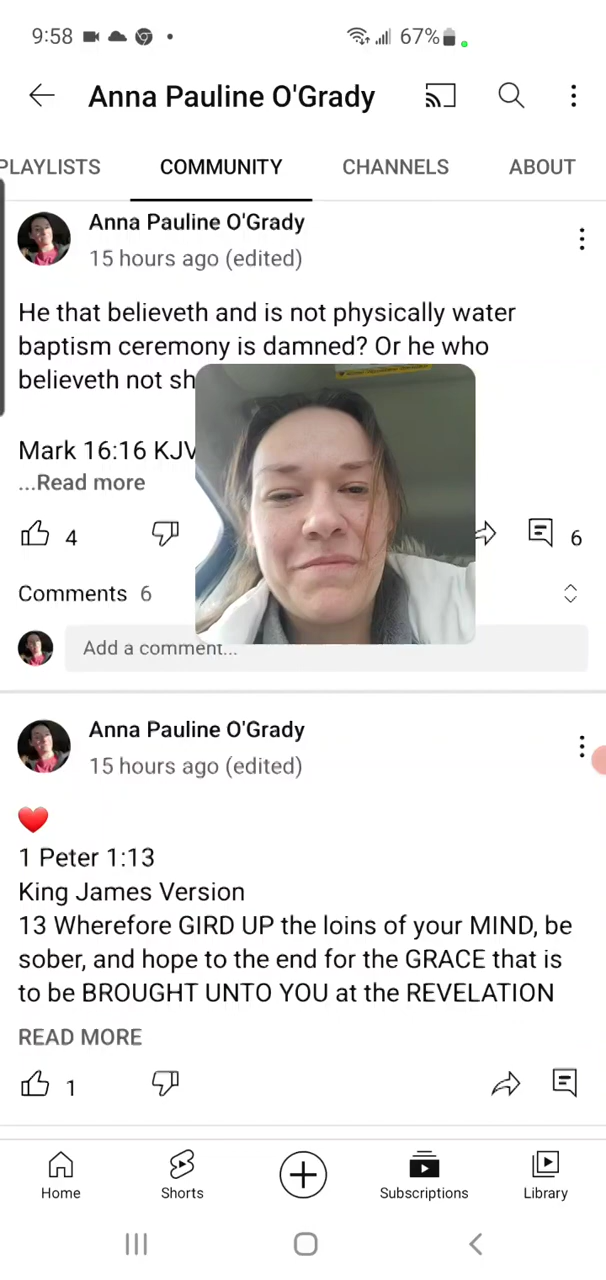 9:58 67%
Anna Pauline O'Grady
PLAYLISTS COMMUNITY CHANNELS ABOUT
Anna Pauline O'Grady
15 hours ago (edited)
He that believeth and is not physically water
baptism ceremony is damned? Or he who
believeth not sh
Mark 16:16 KJV
...Read more
4 6
Comments 6
Add a comment...
Anna Pauline O'Grady
15 hours ago (edited)
1 Peter 1:13
King James Version
13 Wherefore GIRD UP the loins of your MIND, be
sober, and hope to the end for the GRACE that is
to be BROUGHT UNTO YOU at the REVELATION
READ MORE
1
Home Shorts Subscriptions Library